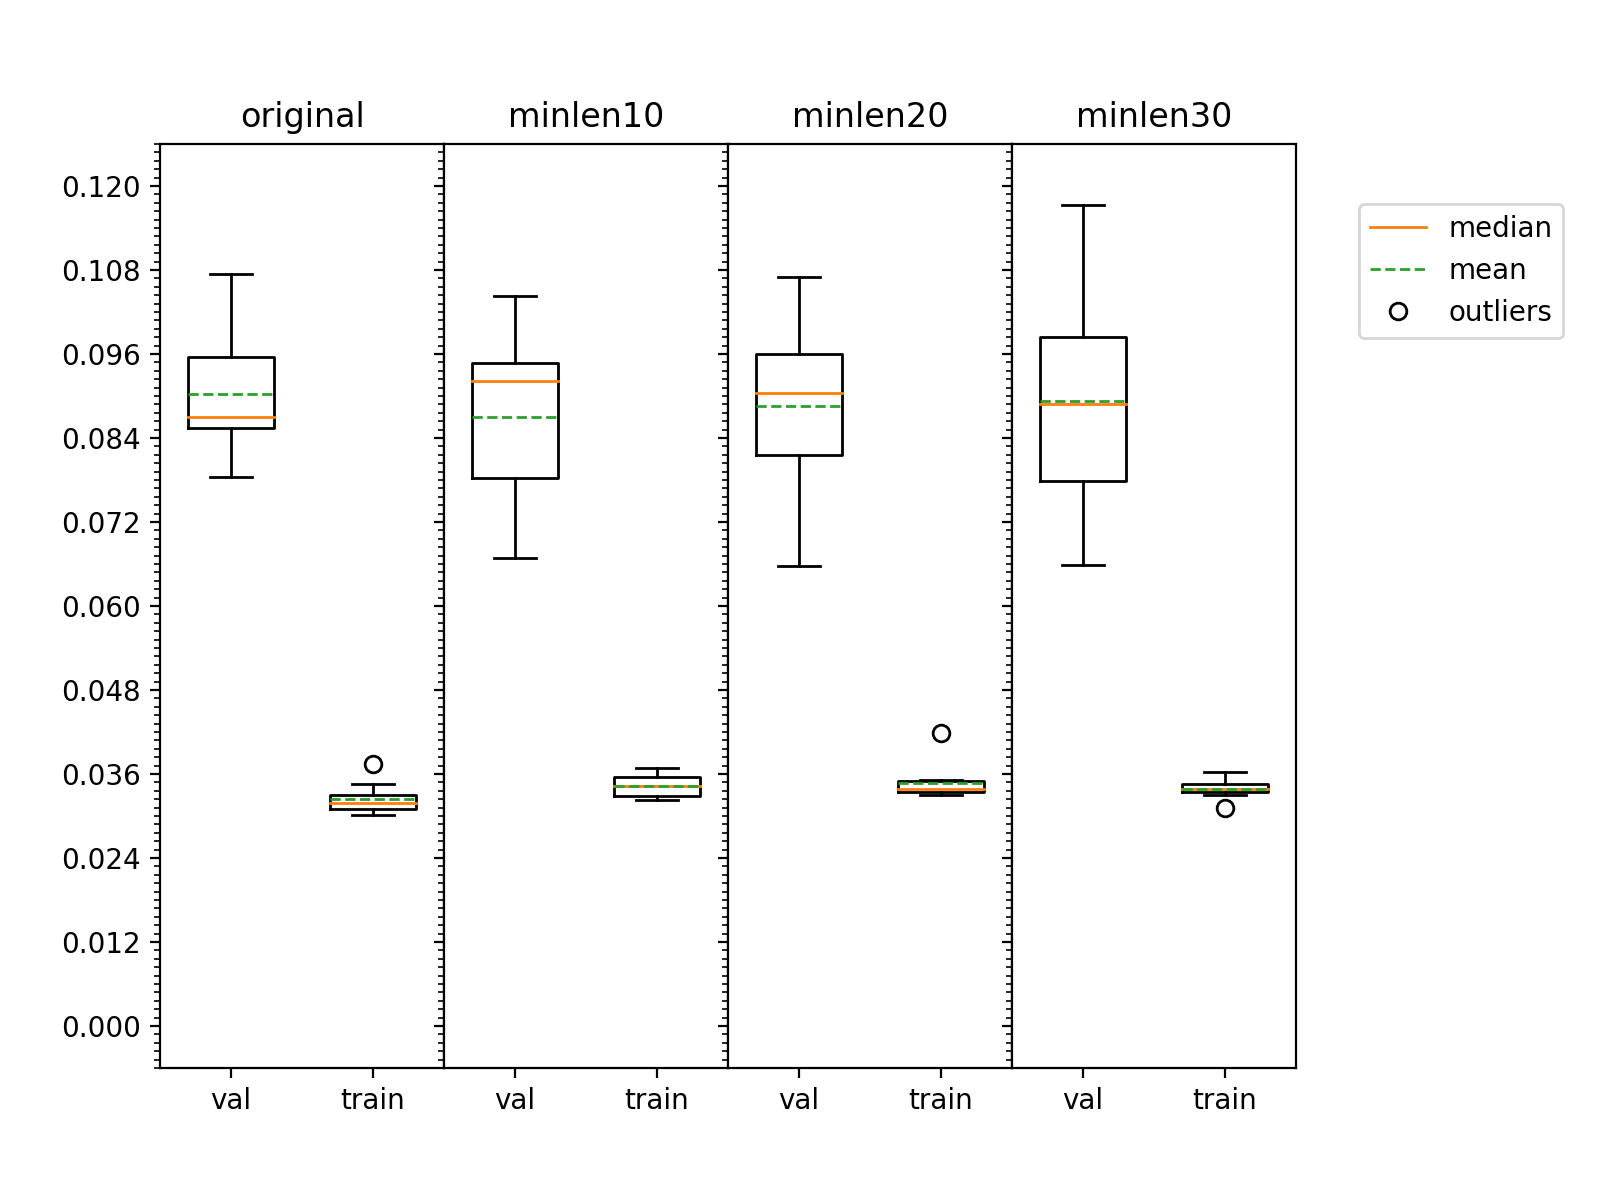 original minlen10 minlen20 minlen30
0.120
0.108
0.096
0.084
0.072
0.060
0.048
0.036
0.024
0.012
0.000
val train val train val train val train
median
mean
outliers